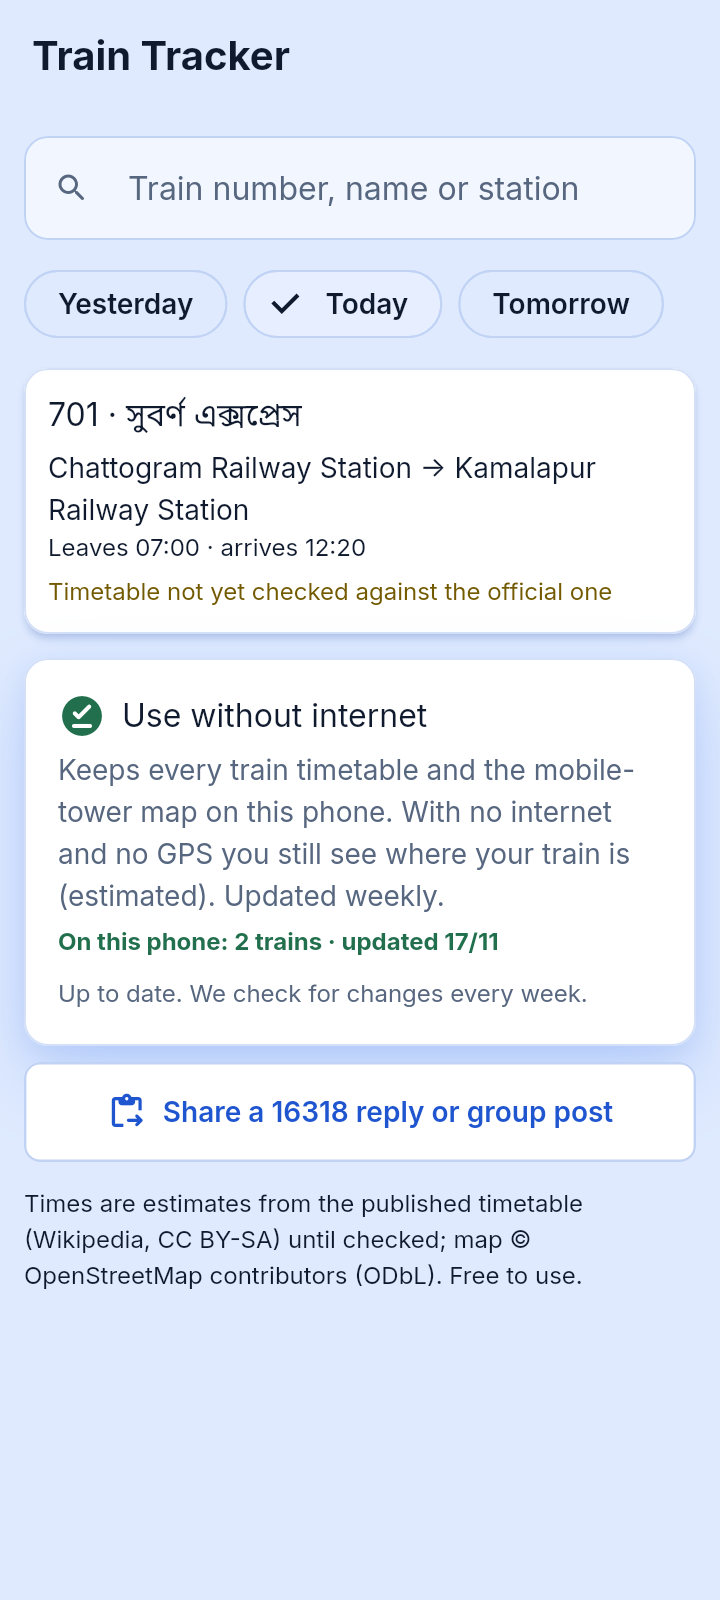 Train Tracker
Train number, name or station
Yesterday
Today
Tomorrow
701 · সুবর্ণ এক্সপ্রেস
Chattogram Railway Station → Kamalapur
Railway Station
Leaves 07:00 · arrives 12:20
Timetable not yet checked against the official one
Use without internet
Keeps every train timetable and the mobile-
tower map on this phone. With no internet
and no GPS you still see where your train is
(estimated). Updated weekly.
On this phone: 2 trains · updated 17/11
Up to date. We check for changes every week.
Share a 16318 reply or group post
Times are estimates from the published timetable
(Wikipedia, CC BY-SA) until checked; map ©
OpenStreetMap contributors (ODbL). Free to use.